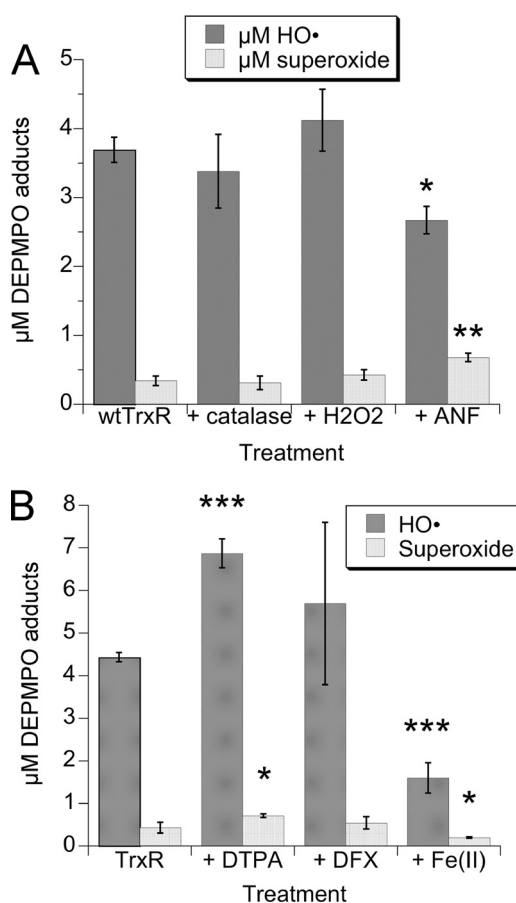 A
μM HO•
μM superoxide
5
4
3
2
1
0
μM DEPMPO adducts
*
**
wtTrxR + catalase + H2O2 + ANF
Treatment
B
HO•
Superoxide
8
7
6
5
4
3
2
1
0
μM DEPMPO adducts
***
*
***
*
TrxR + DTPA + DFX + Fe(II)
Treatment